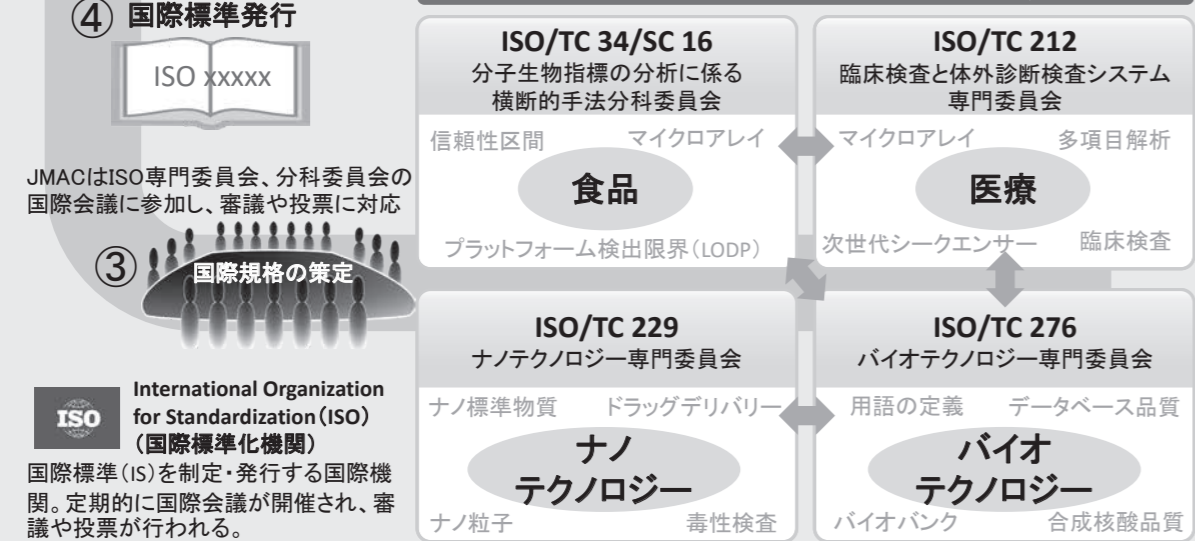 ④ 国際標準発行
ISO xxxxx
JMACはISO専門委員会、分科委員会の
国際会議に参加し、審議や投票に対応
③
国際規格の策定
ISO
International Organization
for Standardization(ISO)
(国際標準化機関)
国際標準(IS)を制定・発行する国際機
関。定期的に国際会議が開催され、審
議や投票が行われる。
ISO/TC 34/SC 16
分子生物指標の分析に係る
横断的手法分科委員会
信頼性区間 マイクロアレイ
食品
プラットフォーム検出限界(LODP)
ISO/TC 212
臨床検査と体外診断検査システム
専門委員会
マイクロアレイ 多項目解析
医療
次世代シークエンサー 臨床検査
ISO/TC 229
ナノテクノロジー専門委員会
ナノ標準物質 ドラッグデリバリー
ナノ
テクノロジー
ナノ粒子 毒性検査
ISO/TC 276
バイオテクノロジー専門委員会
用語の定義 データベース品質
バイオ
テクノロジー
バイオバンク 合成核酸品質